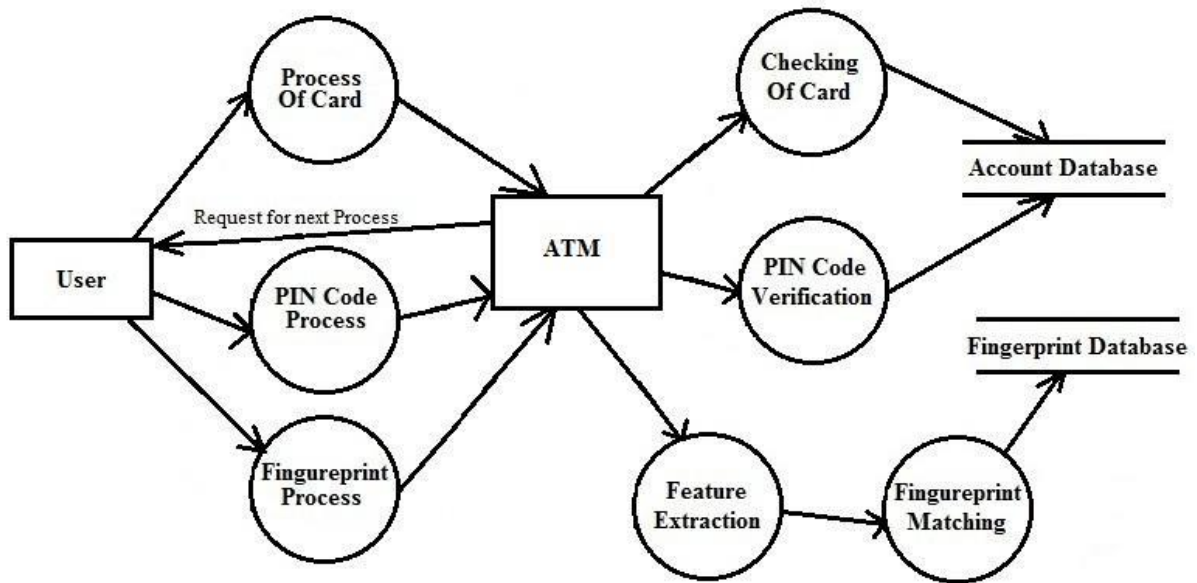 Process
Of Card
Checking
Of Card
Account Database
Request for next Process
ATM
User
PIN Code
Process
PIN Code
Verification
Fingerprint Database
Fingureprint
Process
Feature
Extraction
Fingureprint
Matching